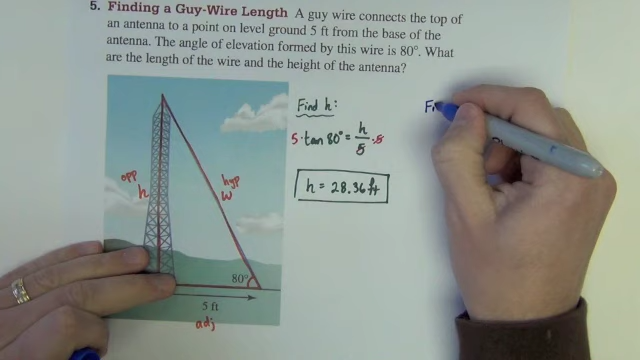 5. Finding a Guy-Wire Length A guy wire connects the top of
an antenna to a point on level ground 5 ft from the base of the
antenna. The angle of elevation formed by this wire is 80°. What
are the length of the wire and the height of the antenna?
Find h:
5·tan 80° = h/5 ·5
h = 28.36 ft
opp
h
hyp
w
80°
5 ft
adj